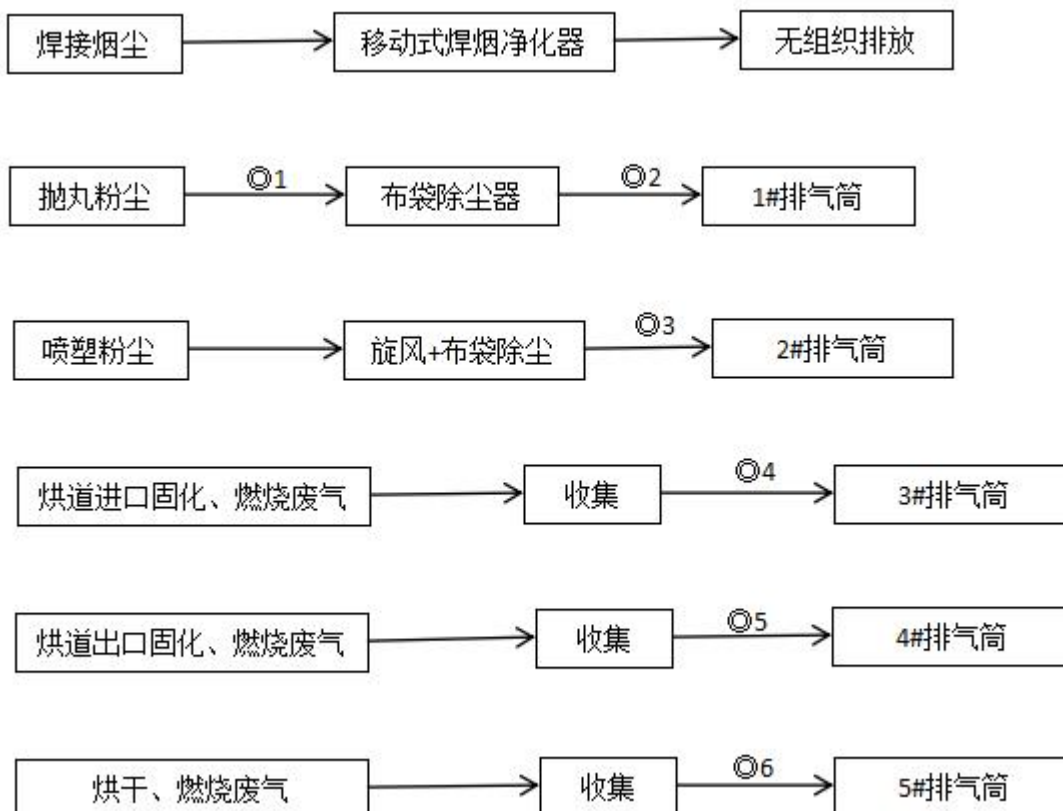 焊接烟尘 移动式焊烟净化器 无组织排放
抛丸粉尘 ◎1 布袋除尘器 ◎2 1#排气筒
喷塑粉尘 旋风+布袋除尘 ◎3 2#排气筒
烘道进口固化、燃烧废气 收集 ◎4 3#排气筒
烘道出口固化、燃烧废气 收集 ◎5 4#排气筒
烘干、燃烧废气 收集 ◎6 5#排气筒